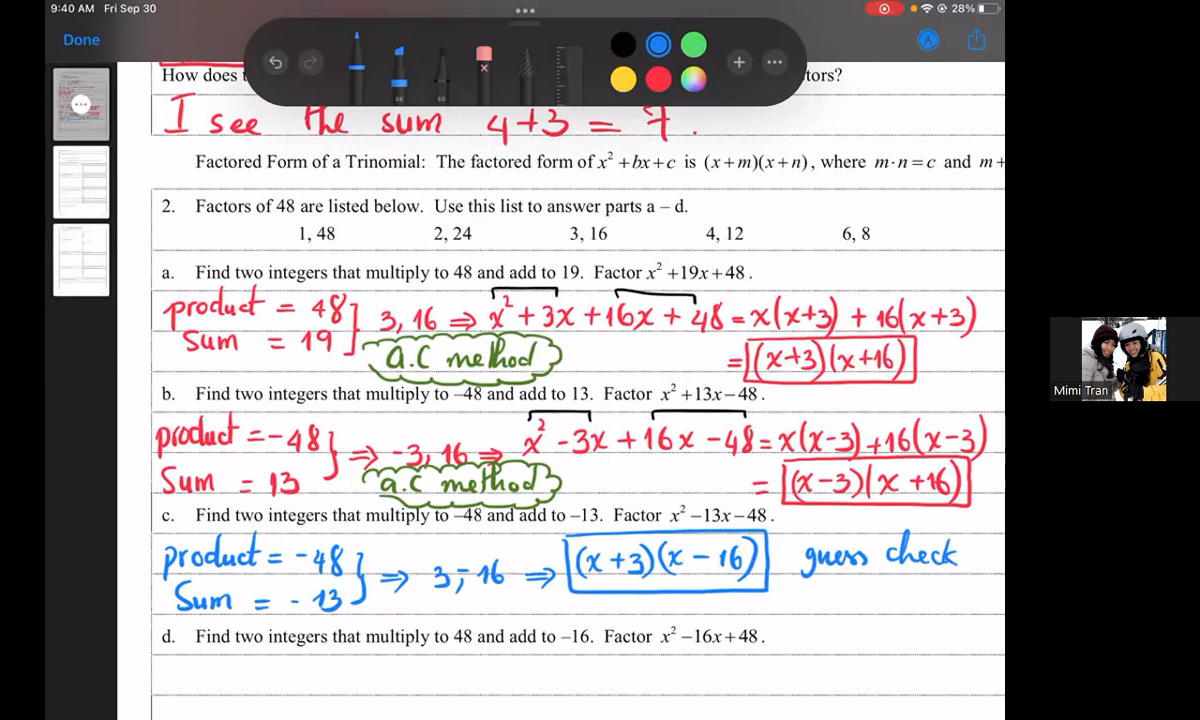 9:40 AM Fri Sep 30
28%
Done
How does
tors?
I see the sum 4+3 = 7.
Factored Form of a Trinomial: The factored form of x² + bx + c is (x + m)(x + n), where m·n = c and m +
2. Factors of 48 are listed below. Use this list to answer parts a – d.
1, 48 2, 24 3, 16 4, 12 6, 8
a. Find two integers that multiply to 48 and add to 19. Factor x² +19x + 48.
product = 48 3, 16 ⇒ x² + 3x + 16x + 48 = x(x+3) + 16(x+3)
Sum = 19 a.c method = (x+3)(x+16)
b. Find two integers that multiply to –48 and add to 13. Factor x² +13x – 48.
product = -48 ⇒ -3, 16 ⇒ x² - 3x + 16x - 48 = x(x-3) + 16(x-3)
Sum = 13 a.c method = (x-3)(x+16)
c. Find two integers that multiply to –48 and add to –13. Factor x² –13x – 48.
product = -48 ⇒ 3, -16 ⇒ (x+3)(x-16) guess check
Sum = -13
d. Find two integers that multiply to 48 and add to –16. Factor x² –16x + 48.
Mimi Tran